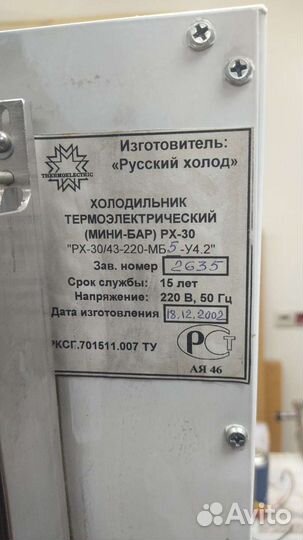 THERMOELECTRIC
Изготовитель:
«Русский холод»
ХОЛОДИЛЬНИК
ТЕРМОЭЛЕКТРИЧЕСКИЙ
(МИНИ-БАР) РХ-30
"РХ-30/43-220-МБ5-У4.2"
Зав. номер 2635
Срок службы: 15 лет
Напряжение: 220 В, 50 Гц
Дата изготовления 18.12.2002
РКСГ.701511.007 ТУ
РСТ
АЯ 46
Avito